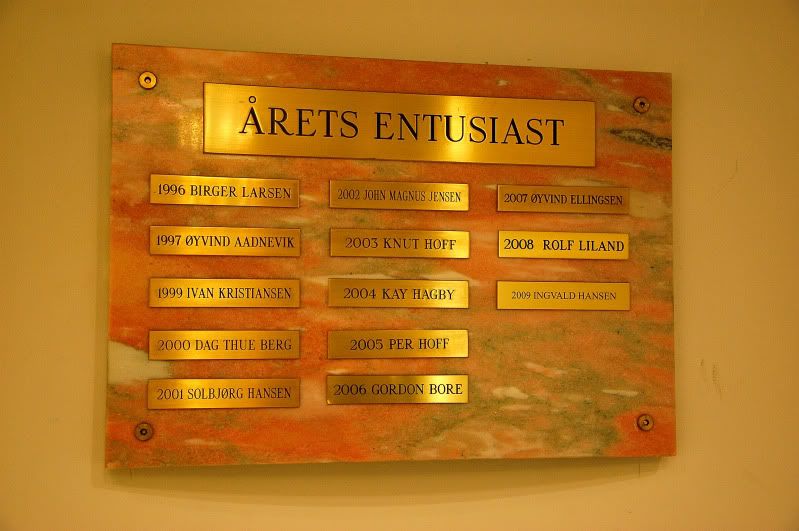 ÅRETS ENTUSIAST
1996 BIRGER LARSEN
1997 ØYVIND AADNEVIK
1999 IVAN KRISTIANSEN
2000 DAG THUE BERG
2001 SOLBJØRG HANSEN
2002 JOHN MAGNUS JENSEN
2003 KNUT HOFF
2004 KAY HAGBY
2005 PER HOFF
2006 GORDON BORE
2007 ØYVIND ELLINGSEN
2008 ROLF LILAND
2009 INGVALD HANSEN